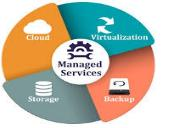 Cloud
Virtualization
Managed
Services
Storage
Backup